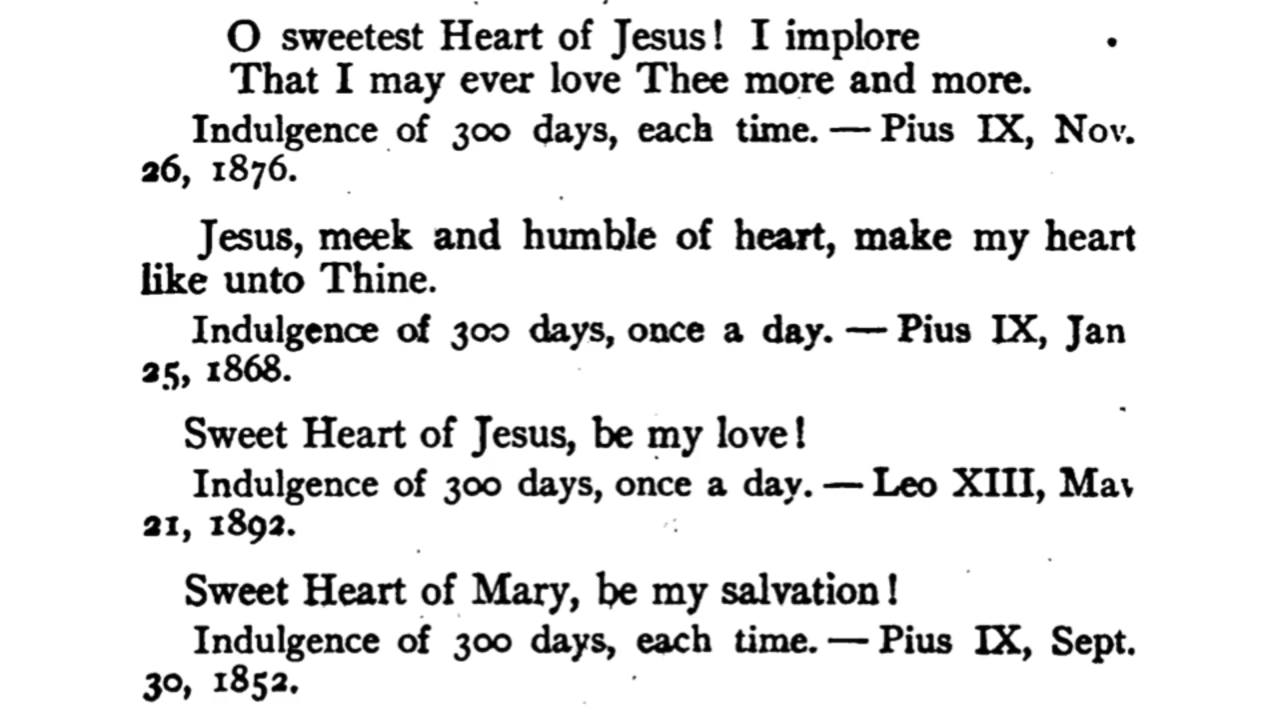 O sweetest Heart of Jesus! I implore
That I may ever love Thee more and more.
Indulgence of 300 days, each time. — Pius IX, Nov.
26, 1876.
Jesus, meek and humble of heart, make my heart
like unto Thine.
Indulgence of 300 days, once a day. — Pius IX, Jan
25, 1868.
Sweet Heart of Jesus, be my love!
Indulgence of 300 days, once a day. — Leo XIII, May
21, 1892.
Sweet Heart of Mary, be my salvation!
Indulgence of 300 days, each time. — Pius IX, Sept.
30, 1852.